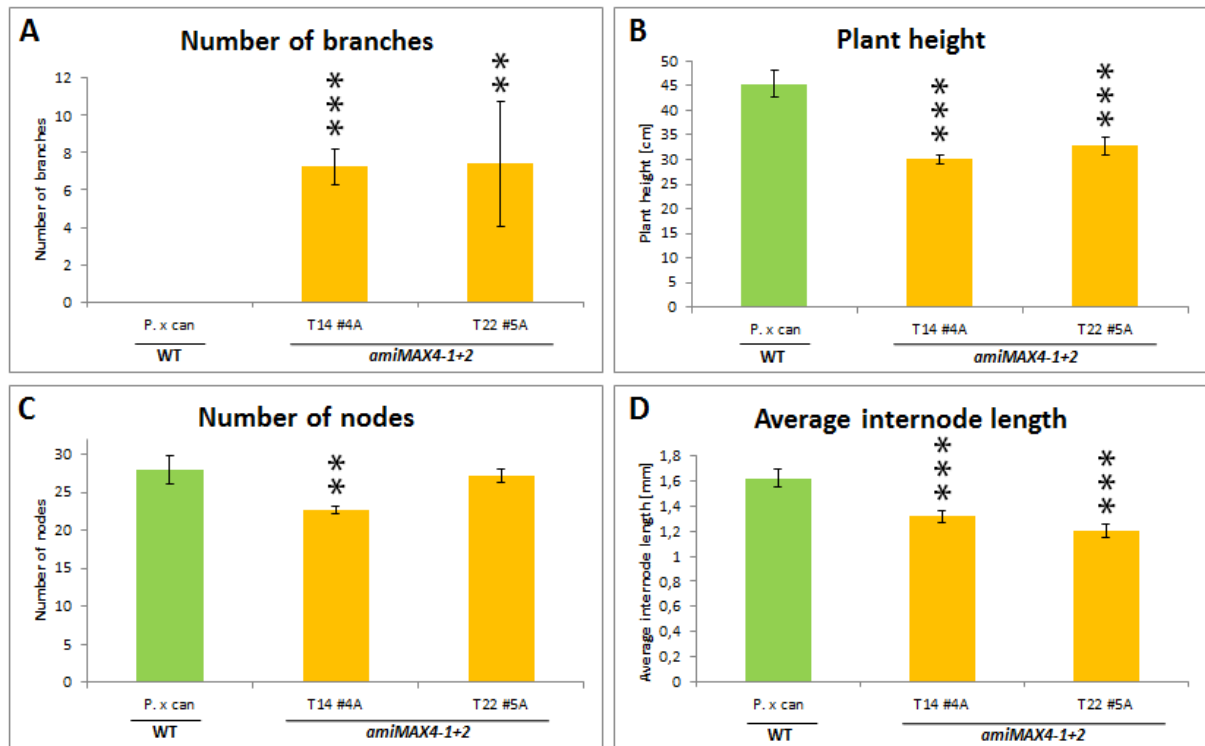 A
Number of branches
Number of branches
12
10
8
6
4
2
0
***
**
P. x can
T14 #4A
T22 #5A
WT
amiMAX4-1+2
B
Plant height
Plant height [cm]
50
45
40
35
30
25
20
15
10
5
0
***
***
P. x can
T14 #4A
T22 #5A
WT
amiMAX4-1+2
C
Number of nodes
Number of nodes
30
25
20
15
10
5
0
**
P. x can
T14 #4A
T22 #5A
WT
amiMAX4-1+2
D
Average internode length
Average internode length [mm]
1,8
1,6
1,4
1,2
1
0,8
0,6
0,4
0,2
0
***
***
P. x can
T14 #4A
T22 #5A
WT
amiMAX4-1+2